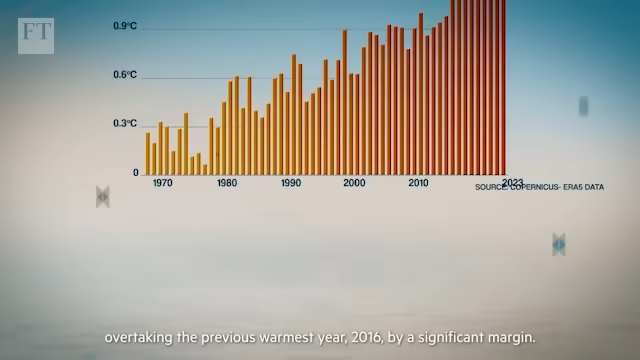 FT
0.9°C
0.6°C
0.3°C
0
1970 1980 1990 2000 2010 2023
SOURCE: COPERNICUS- ERA5 DATA
overtaking the previous warmest year, 2016, by a significant margin.